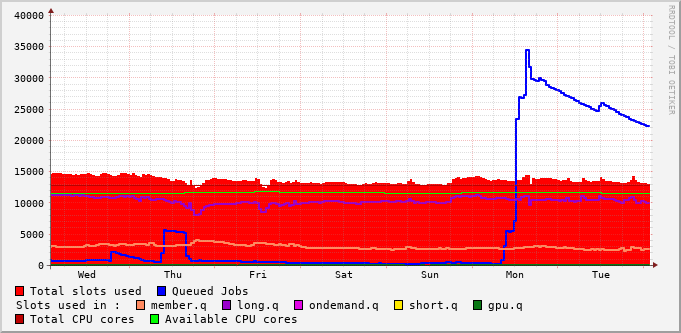 40000
35000
30000
25000
20000
15000
10000
5000
0
Wed Thu Fri Sat Sun Mon Tue
RRDTOOL / TOBI OETIKER
Total slots used Queued Jobs
Slots used in : member.q long.q ondemand.q short.q gpu.q
Total CPU cores Available CPU cores